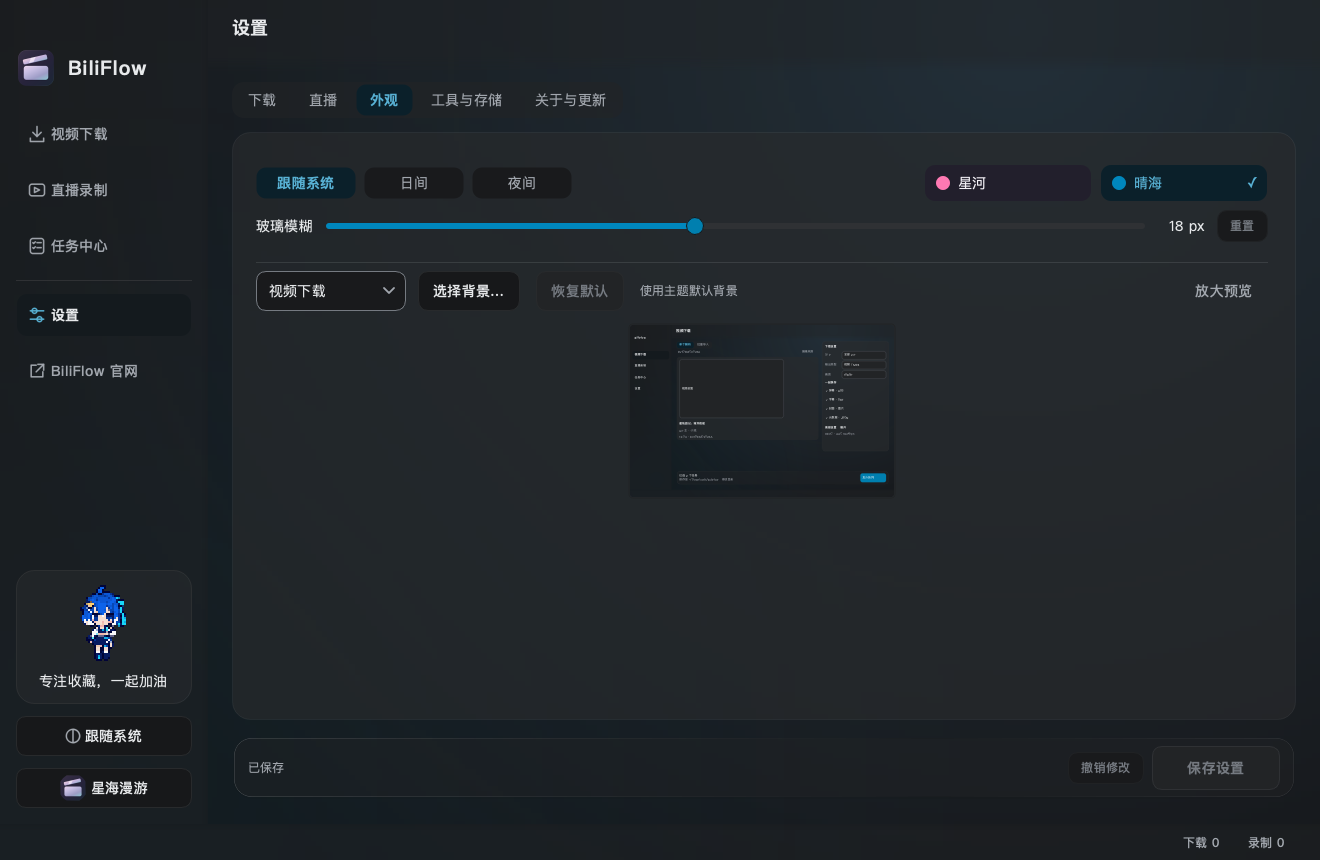 设置
BiliFlow
视频下载
直播录制
任务中心
设置
BiliFlow 官网
专注收藏，一起加油
跟随系统
星海漫游
下载 直播 外观 工具与存储 关于与更新
跟随系统 日间 夜间 星河 晴海
玻璃模糊 18 px 重置
视频下载 选择背景... 恢复默认 使用主题默认背景 放大预览
视频下载
已保存 撤销修改 保存设置
下载 0 录制 0